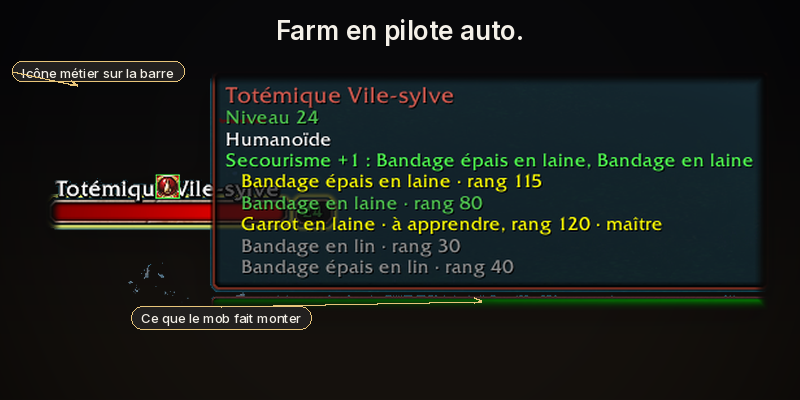 Farm en pilote auto.
Icône métier sur la barre
Totémique Vile-sylve
Niveau 24
Humanoïde
Secourisme +1 : Bandage épais en laine, Bandage en laine
Bandage épais en laine · rang 115
Bandage en laine · rang 80
Garrot en laine · à apprendre, rang 120 · maître
Bandage en lin · rang 30
Bandage épais en lin · rang 40
Totémiqu Vile-sylve
24
Ce que le mob fait monter